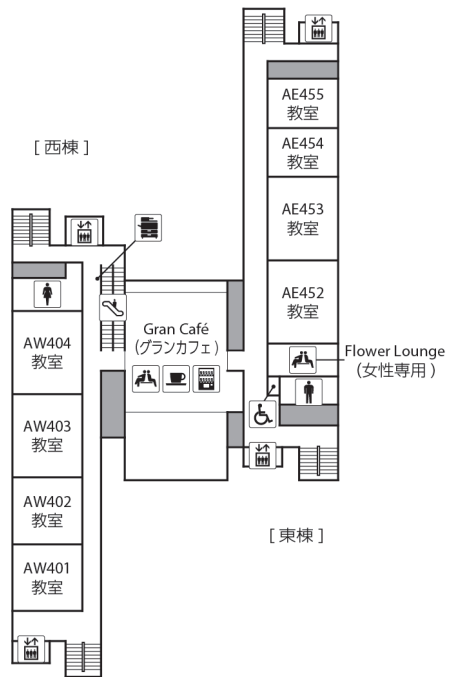 [ 西棟 ]
AE455
教室
AE454
教室
AE453
教室
AE452
教室
Flower Lounge
（女性専用 )
Gran Café
(グランカフェ )
AW404
教室
AW403
教室
AW402
教室
AW401
教室
[ 東棟 ]